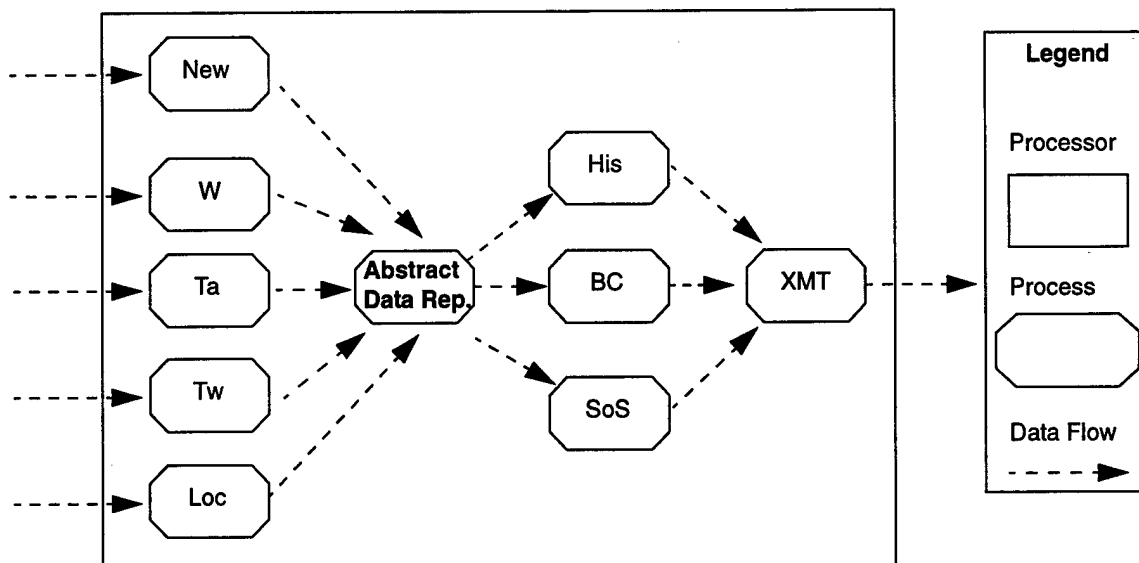 New
W
Ta
Tw
Loc
Abstract
Data Rep.
His
BC
SoS
XMT
Legend
Processor
Process
Data Flow